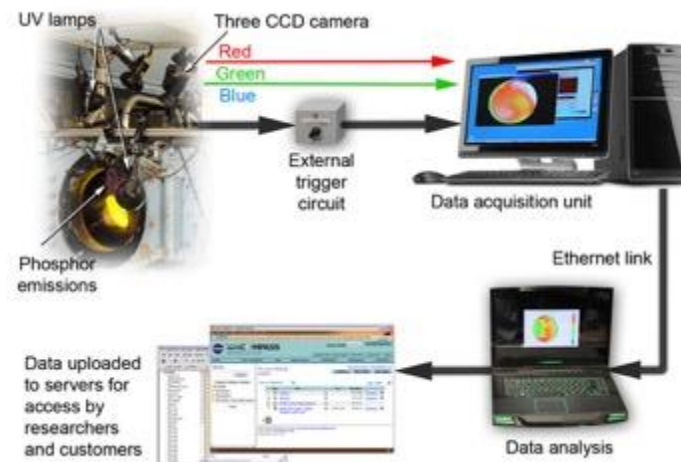 UV lamps
Three CCD camera
Red
Green
Blue
External
trigger
circuit
Data acquisition unit
Phosphor
emissions
Ethernet link
Data uploaded
to servers for
access by
researchers
and customers
Data analysis